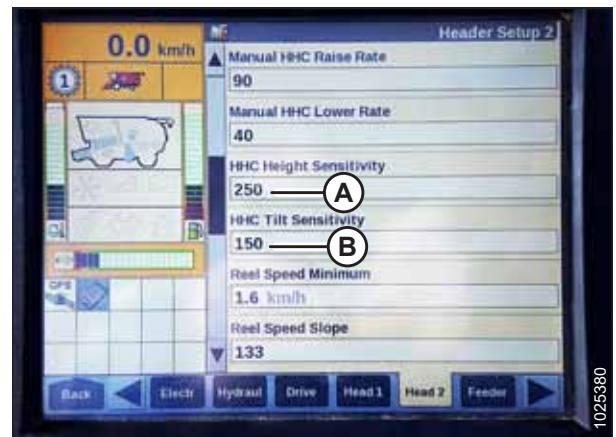 0.0 km/h
Header Setup 2
1
Manual HHC Raise Rate
90
Manual HHC Lower Rate
40
HHC Height Sensitivity
250
A
HHC Tilt Sensitivity
150
B
Reel Speed Minimum
1.6 km/h
Reel Speed Slope
133
GPS
Back
Electr
Hydraul
Drive
Head 1
Head 2
Feeder
1025380